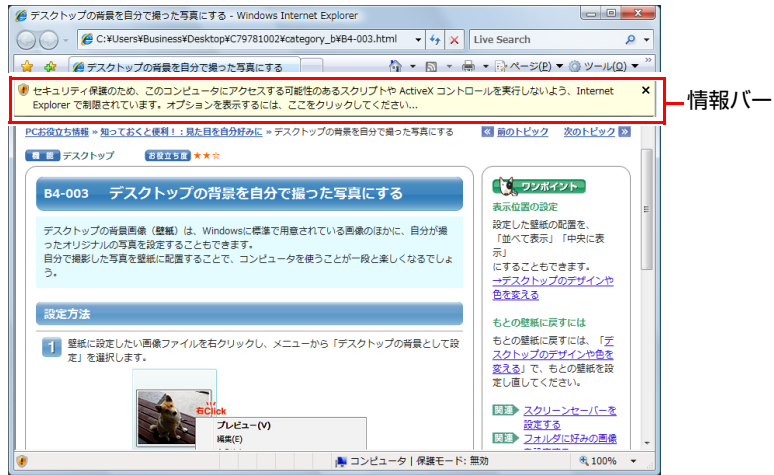 デスクトップの背景を自分で撮った写真にする - Windows Internet Explorer
C:¥Users¥Business¥Desktop¥C79781002¥category_b¥B4-003.html
Live Search
デスクトップの背景を自分で撮った写真にする
ページ(P) ツール(O) »
セキュリティ保護のため、このコンピュータにアクセスする可能性のあるスクリプトや ActiveX コントロールを実行しないよう、Internet
Explorer で制限されています。オプションを表示するには、ここをクリックしてください...
情報バー
PCお役立ち情報 » 知っておくと便利！：見た目を自分好みに » デスクトップの背景を自分で撮った写真にする
前のトピック 次のトピック
機 能 デスクトップ お役立ち度 ★★☆
B4-003 デスクトップの背景を自分で撮った写真にする
デスクトップの背景画像（壁紙）は、Windowsに標準で用意されている画像のほかに、自分が撮
ったオリジナルの写真を設定することもできます。
自分で撮影した写真を壁紙に配置することで、コンピュータを使うことが一段と楽しくなるでしょ
う。
設定方法
1 壁紙に設定したい画像ファイルを右クリックし、メニューから「デスクトップの背景として設
定」を選択します。
右Click
プレビュー(V)
編集(E)
ワンポイント
表示位置の設定
設定した壁紙の配置を、
「並べて表示」「中央に表
示」
にすることもできます。
→デスクトップのデザインや
色を変える
もとの壁紙に戻すには
もとの壁紙に戻すには、「デ
スクトップのデザインや色を
変える」で、もとの壁紙を設
定し直してください。
関連 スクリーンセーバーを
設定する
関連 フォルダに好みの画像
コンピュータ | 保護モード: 無効
100%